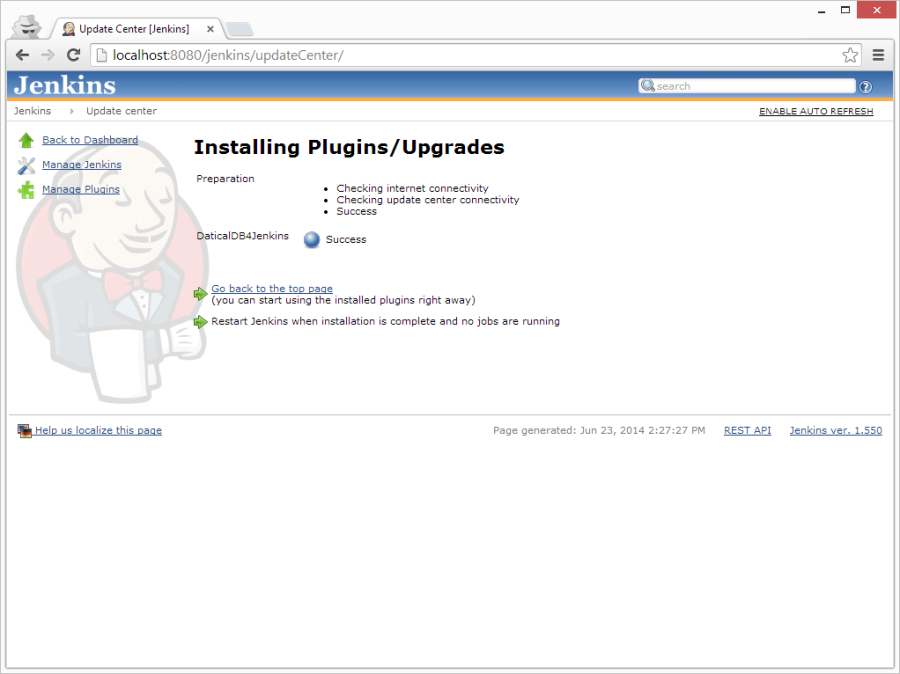 Update Center [Jenkins]
localhost:8080/jenkins/updateCenter/
Jenkins
search
Jenkins Update center
ENABLE AUTO REFRESH
Back to Dashboard
Manage Jenkins
Manage Plugins
Installing Plugins/Upgrades
Preparation
Checking internet connectivity
Checking update center connectivity
Success
DaticalDB4Jenkins
Success
Go back to the top page
(you can start using the installed plugins right away)
Restart Jenkins when installation is complete and no jobs are running
Help us localize this page
Page generated: Jun 23, 2014 2:27:27 PM
REST API
Jenkins ver. 1.550